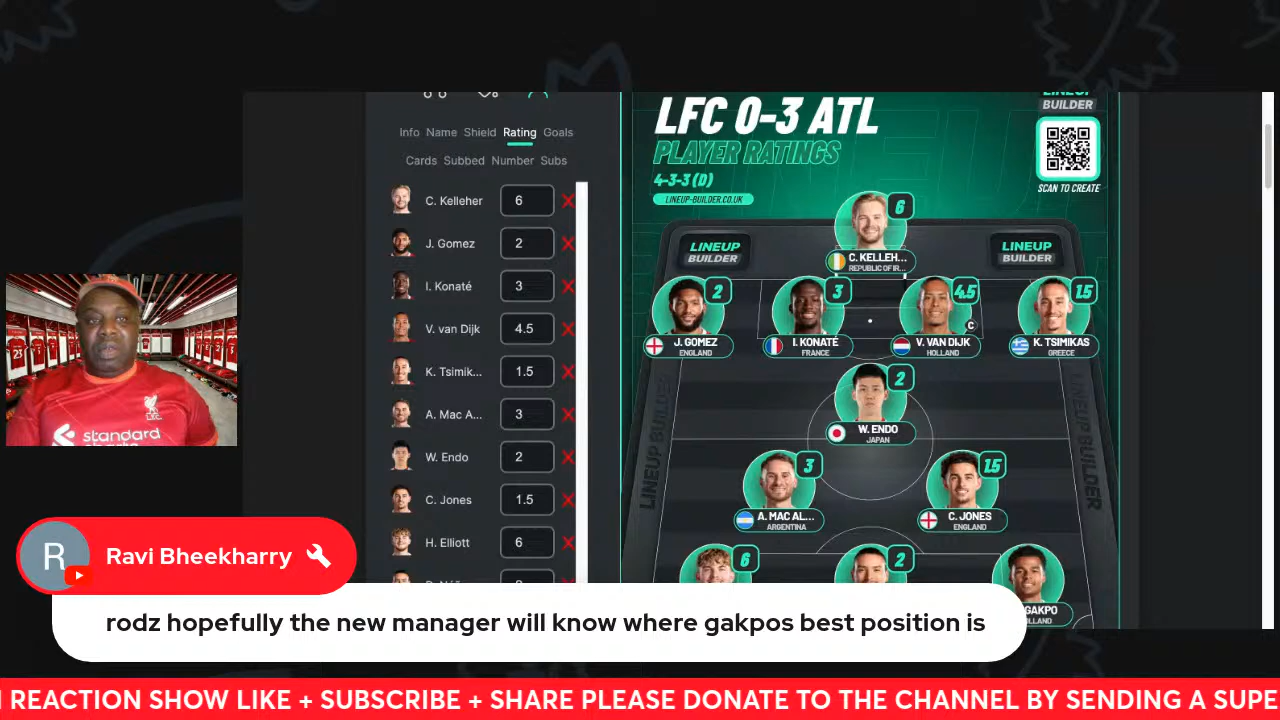 LFC 0-3 ATL
PLAYER RATINGS
4-3-3 (D)
LINEUP-BUILDER.CO.UK
BUILDER
SCAN TO CREATE
Info Name Shield Rating Goals
Cards Subbed Number Subs
C. Kelleher 6
J. Gomez 2
I. Konaté 3
V. van Dijk 4.5
K. Tsimik... 1.5
A. Mac A... 3
W. Endo 2
C. Jones 1.5
H. Elliott 6
6
C. KELLEH...
REPUBLIC OF IR...
LINEUP
BUILDER
LINEUP
BUILDER
2
J. GOMEZ
ENGLAND
3
I. KONATÉ
FRANCE
4.5
C
V. VAN DIJK
HOLLAND
1.5
K. TSIMIKAS
GREECE
2
W. ENDO
JAPAN
LINEUP BUILDER
LINEUP BUILDER
3
A. MAC AL...
ARGENTINA
1.5
C. JONES
ENGLAND
6
2
GAKPO
standard
R
Ravi Bheekharry
rodz hopefully the new manager will know where gakpos best position is
REACTION SHOW LIKE + SUBSCRIBE + SHARE PLEASE DONATE TO THE CHANNEL BY SENDING A SUPE